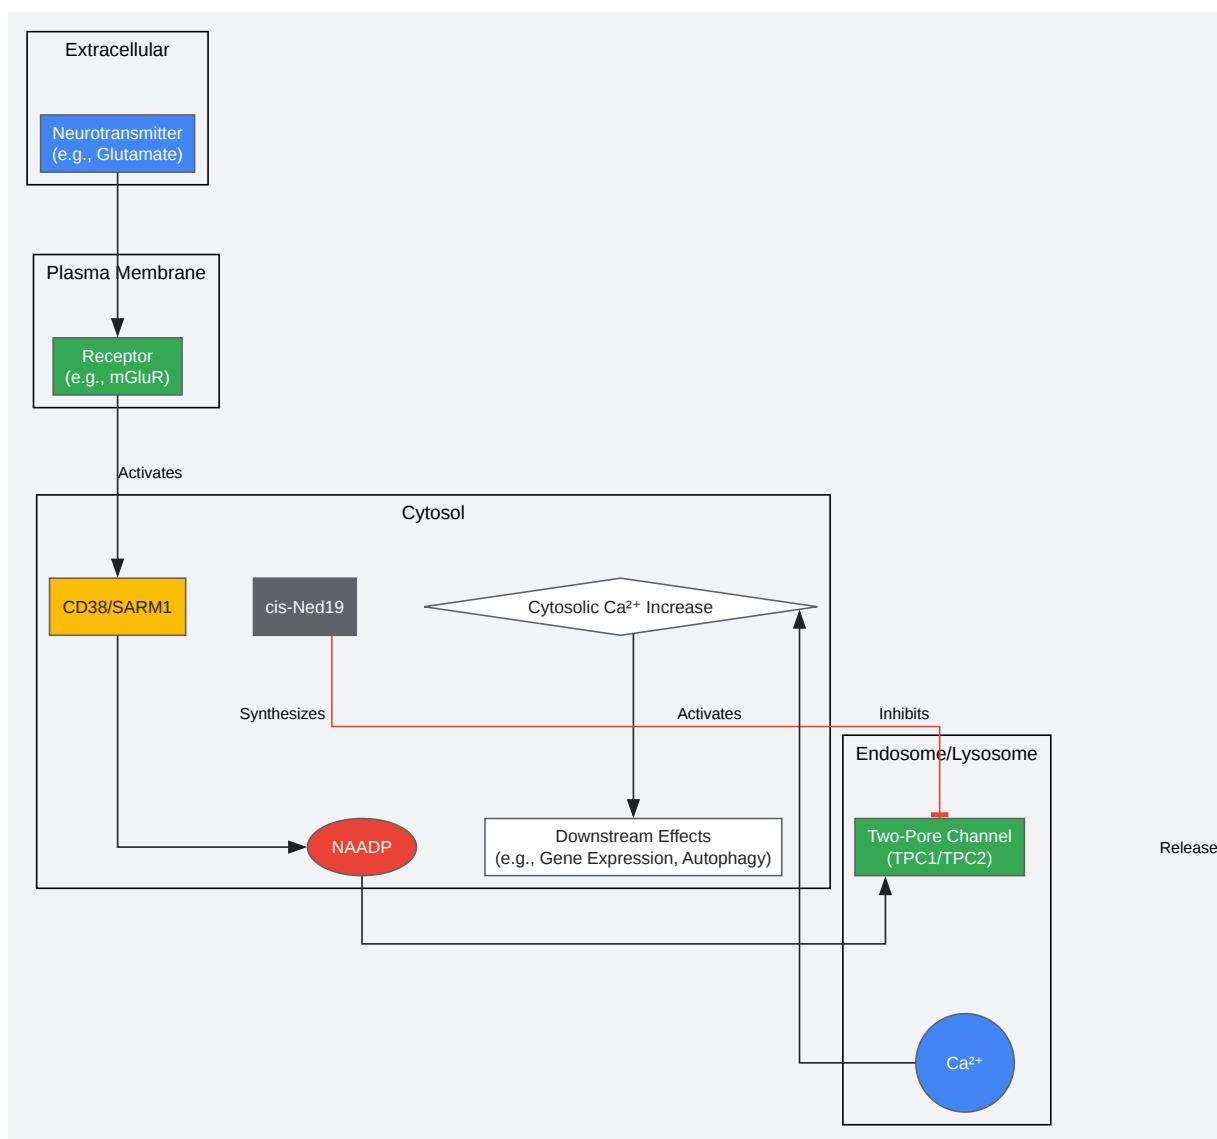 Extracellular
Neurotransmitter
(e.g., Glutamate)
Plasma Membrane
Receptor
(e.g., mGluR)
Activates
Cytosol
CD38/SARM1
cis-Ned19
Cytosolic Ca²⁺ Increase
Synthesizes
Activates
Inhibits
Endosome/Lysosome
NAADP
Downstream Effects
(e.g., Gene Expression, Autophagy)
Two-Pore Channel
(TPC1/TPC2)
Release
Ca²⁺